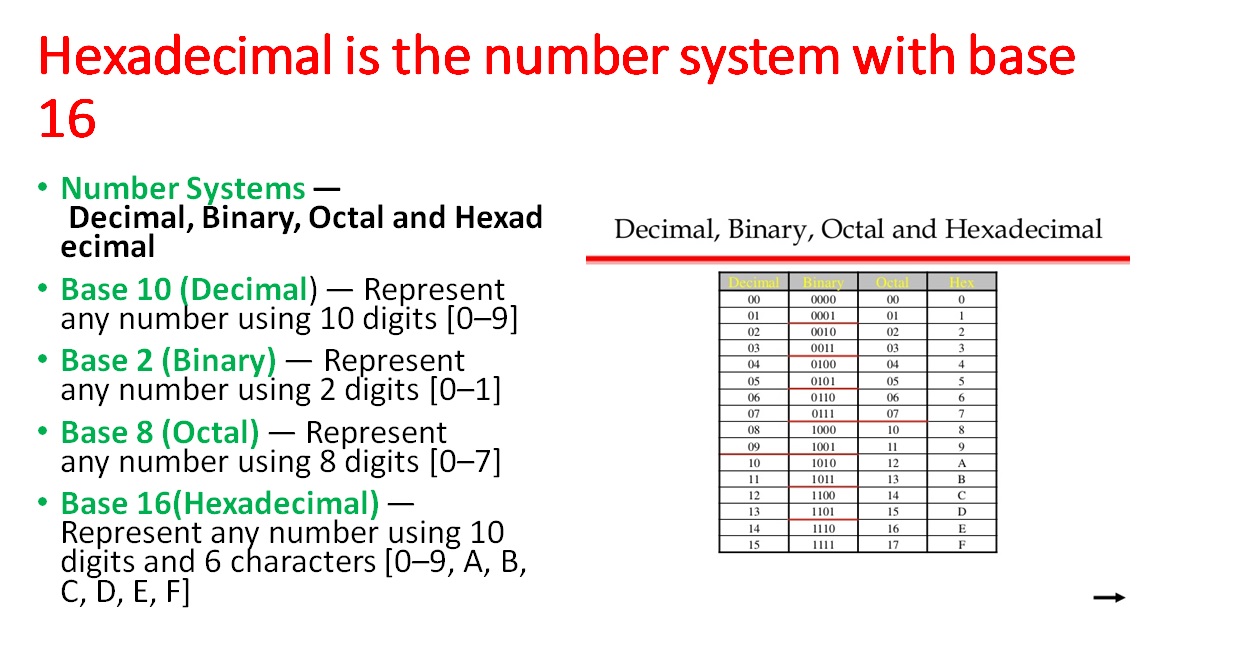 Hexadecimal is the number system with base
16
• Number Systems —
Decimal, Binary, Octal and Hexad
ecimal
• Base 10 (Decimal) — Represent
any number using 10 digits [0–9]
• Base 2 (Binary) — Represent
any number using 2 digits [0–1]
• Base 8 (Octal) — Represent
any number using 8 digits [0–7]
• Base 16(Hexadecimal) —
Represent any number using 10
digits and 6 characters [0–9, A, B,
C, D, E, F]
Decimal, Binary, Octal and Hexadecimal
Decimal Binary Octal Hex
00 0000 00 0
01 0001 01 1
02 0010 02 2
03 0011 03 3
04 0100 04 4
05 0101 05 5
06 0110 06 6
07 0111 07 7
08 1000 10 8
09 1001 11 9
10 1010 12 A
11 1011 13 B
12 1100 14 C
13 1101 15 D
14 1110 16 E
15 1111 17 F